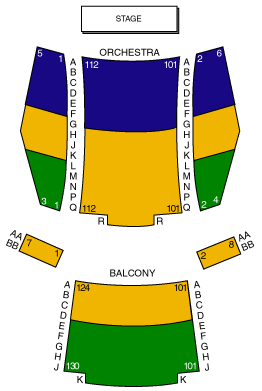 STAGE
ORCHESTRA
5 1 A 112 101 A 2 6
B B
C C
D D
E E
F F
G G
H H
J J
K K
L L
M M
N N
P P
3 1 Q 112 101 Q 2 4
R R
AA 7 1 2 8 AA
BB BB
BALCONY
A 124 101 A
B B
C C
D D
E E
F F
G G
H H
J 130 101 J
K K